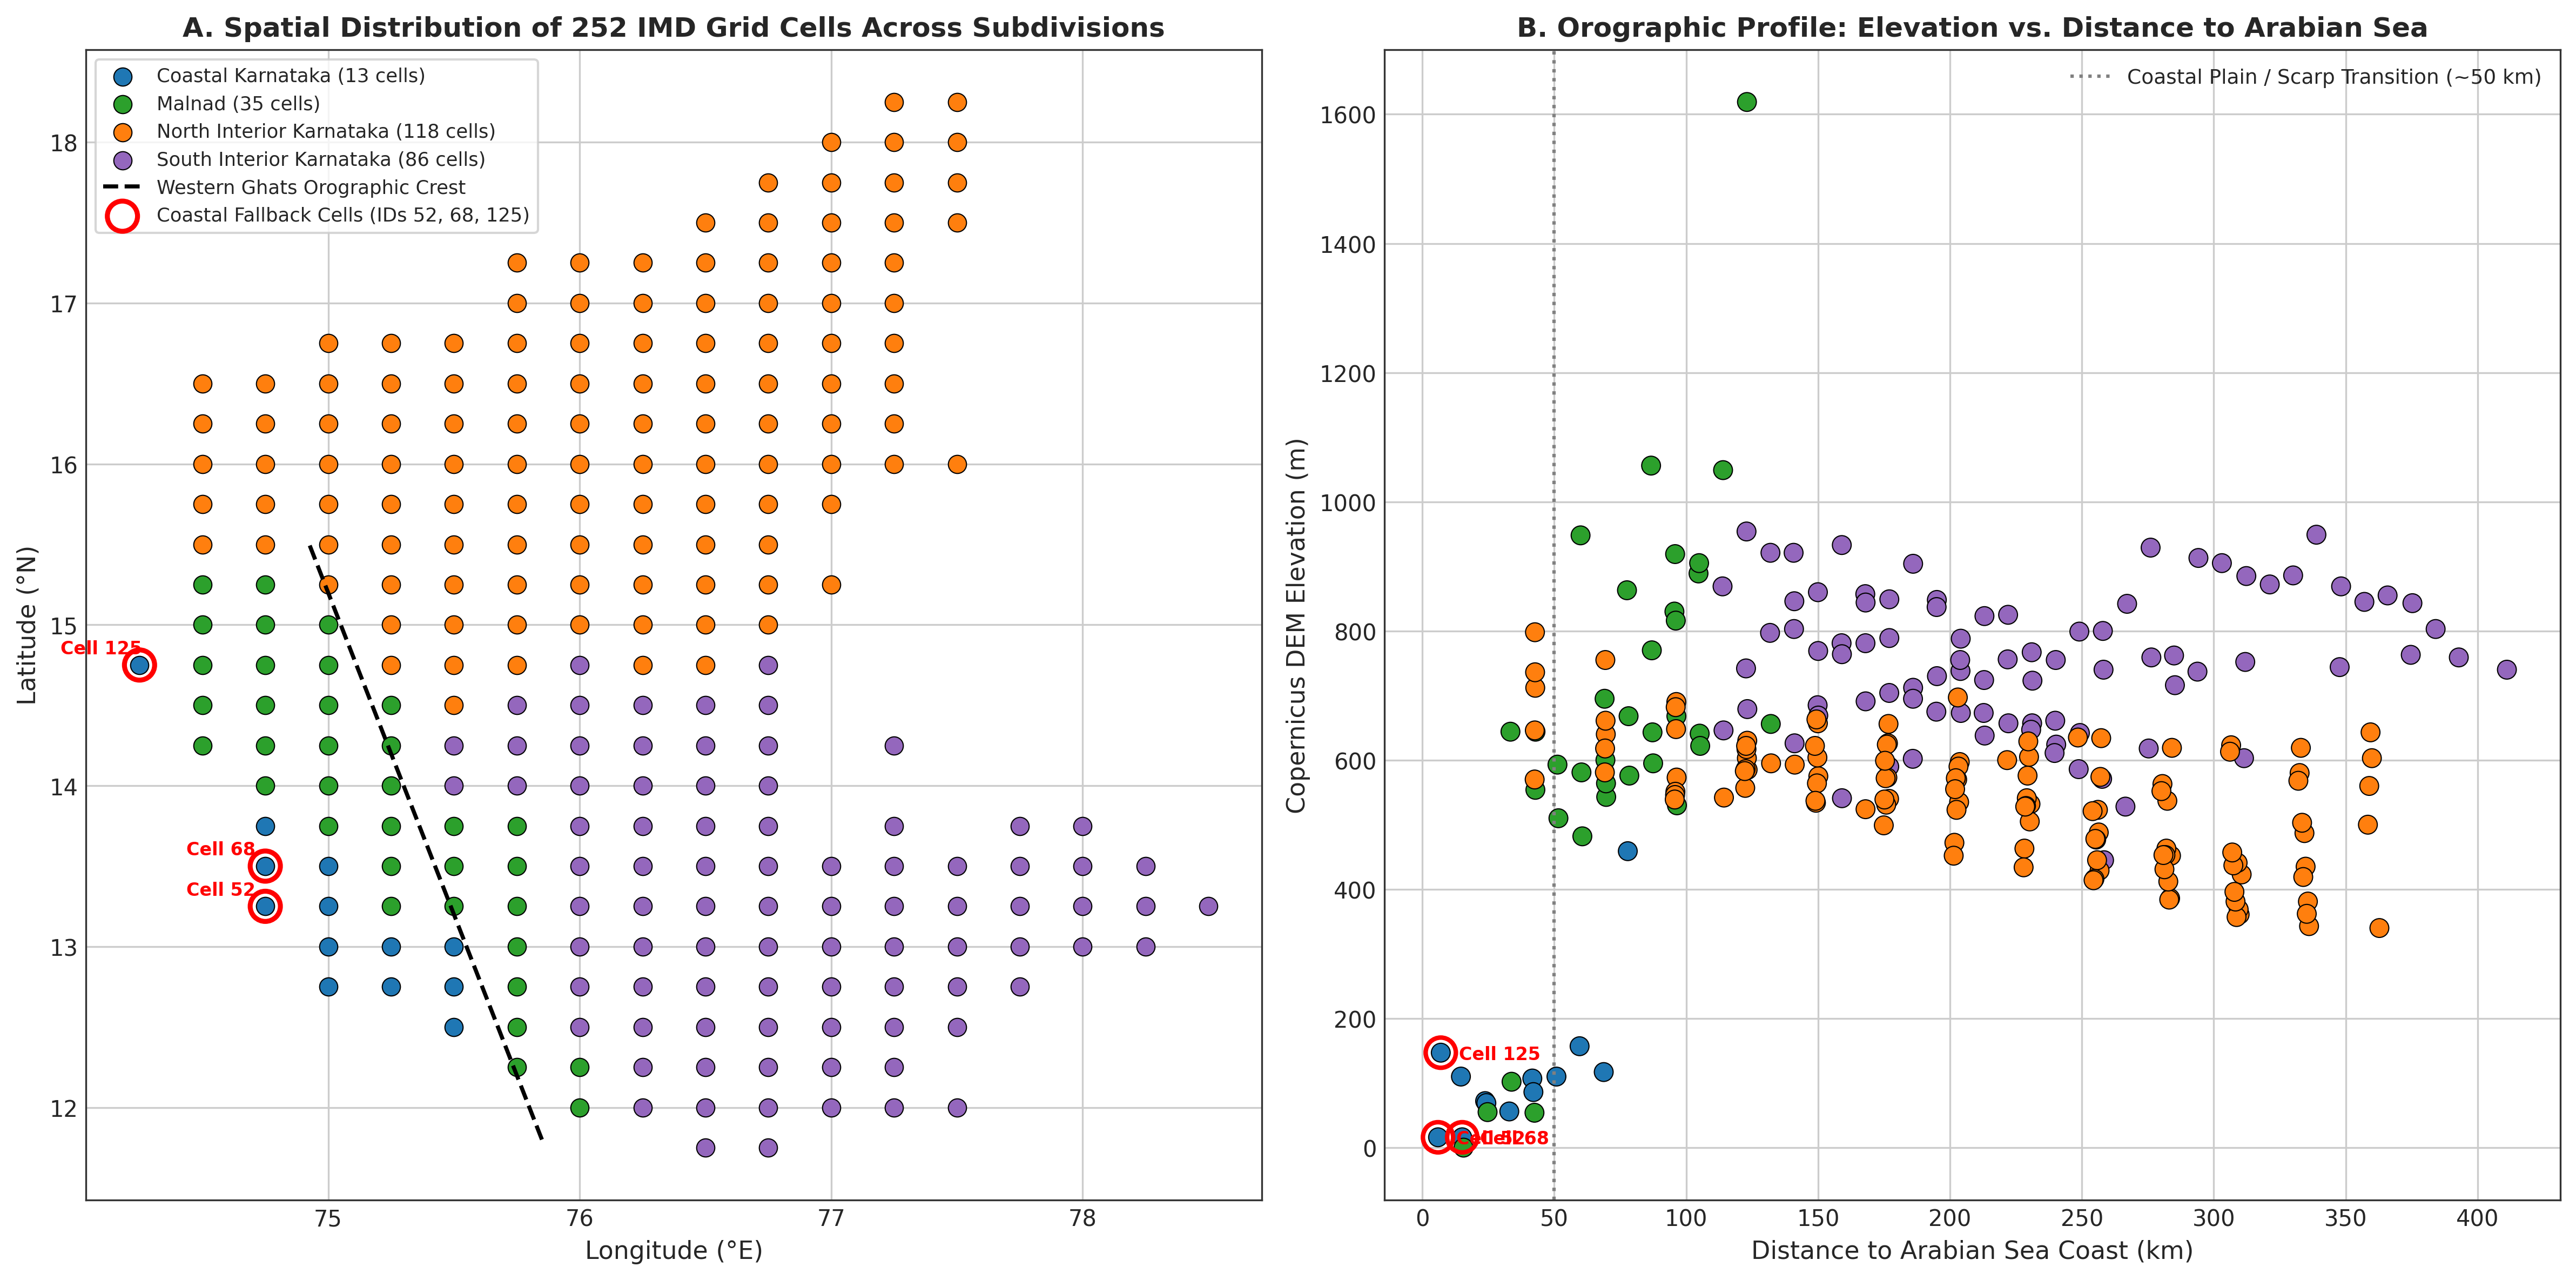 A. Spatial Distribution of 252 IMD Grid Cells Across Subdivisions
Coastal Karnataka (13 cells)
Malnad (35 cells)
North Interior Karnataka (118 cells)
South Interior Karnataka (86 cells)
Western Ghats Orographic Crest
Coastal Fallback Cells (IDs 52, 68, 125)
18
17
16
15
14
13
12
Latitude (°N)
Cell 125
Cell 68
Cell 52
75
76
77
78
Longitude (°E)
B. Orographic Profile: Elevation vs. Distance to Arabian Sea
Coastal Plain / Scarp Transition (~50 km)
1600
1400
1200
1000
800
600
400
200
0
Copernicus DEM Elevation (m)
Cell 125
Cell 52
Cell 68
0
50
100
150
200
250
300
350
400
Distance to Arabian Sea Coast (km)